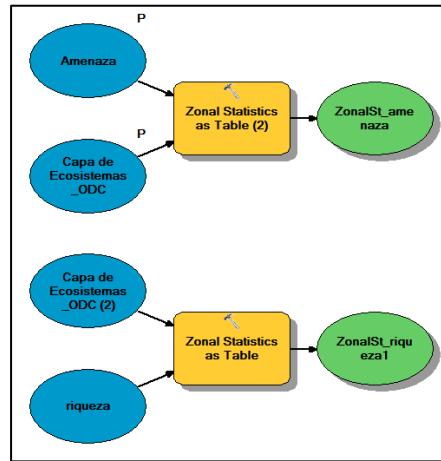 P
Amenaza
Zonal Statistics
as Table (2)
ZonalSt_ame
naza
P
Capa de
Ecosistemas
_ODC
Capa de
Ecosistemas
_ODC (2)
Zonal Statistics
as Table
ZonalSt_riqu
eza1
riqueza